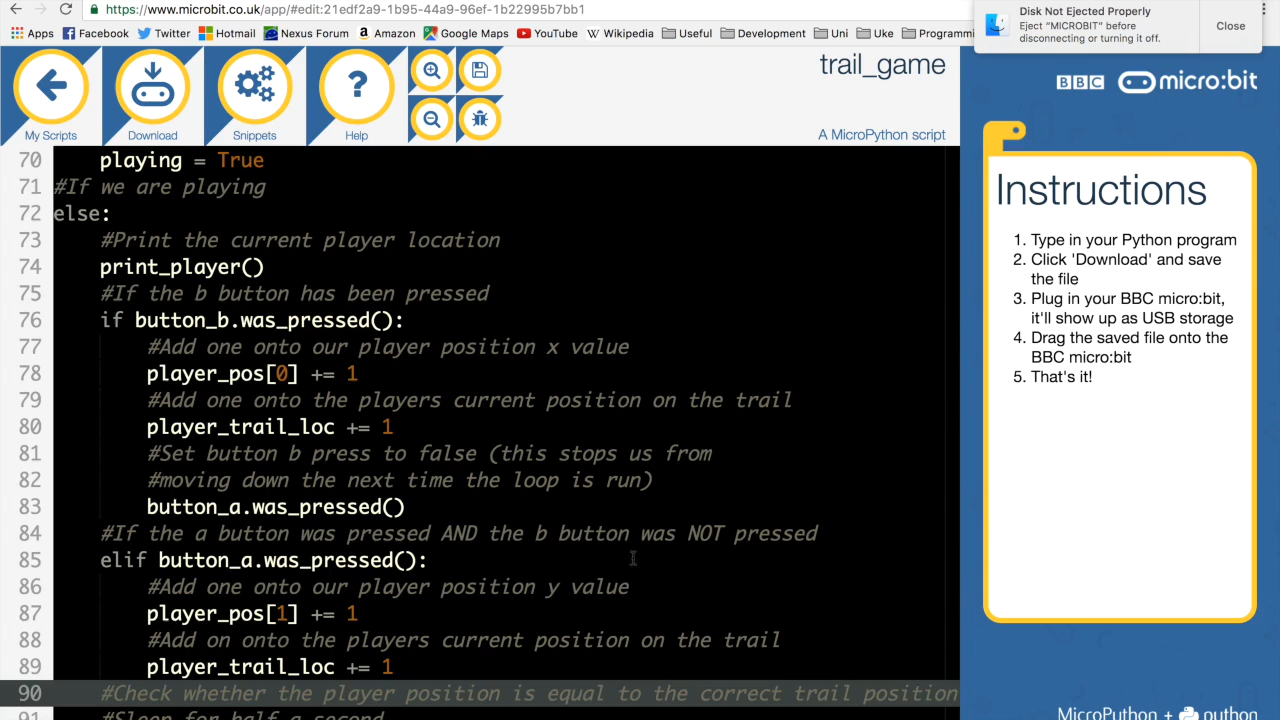 https://www.microbit.co.uk/app/#edit:21edf2a9-1b95-44a9-96ef-1b22995b7bb1
Disk Not Ejected Properly
Eject “MICROBIT” before
disconnecting or turning it off.
Close
Apps Facebook Twitter Hotmail Nexus Forum Amazon Google Maps YouTube Wikipedia Useful Development Uni Uke Programmi
My Scripts
Download
Snippets
Help
trail_game
A MicroPython script
BBC micro:bit
70 playing = True
71 #If we are playing
72 else:
73 #Print the current player location
74 print_player()
75 #If the b button has been pressed
76 if button_b.was_pressed():
77 #Add one onto our player position x value
78 player_pos[0] += 1
79 #Add one onto the players current position on the trail
80 player_trail_loc += 1
81 #Set button b press to false (this stops us from
82 #moving down the next time the loop is run)
83 button_a.was_pressed()
84 #If the a button was pressed AND the b button was NOT pressed
85 elif button_a.was_pressed():
86 #Add one onto our player position y value
87 player_pos[1] += 1
88 #Add on onto the players current position on the trail
89 player_trail_loc += 1
90 #Check whether the player position is equal to the correct trail position
91 #Sleep for half a second
Instructions
1. Type in your Python program
2. Click 'Download' and save
the file
3. Plug in your BBC micro:bit,
it'll show up as USB storage
4. Drag the saved file onto the
BBC micro:bit
5. That's it!
MicroPython + python